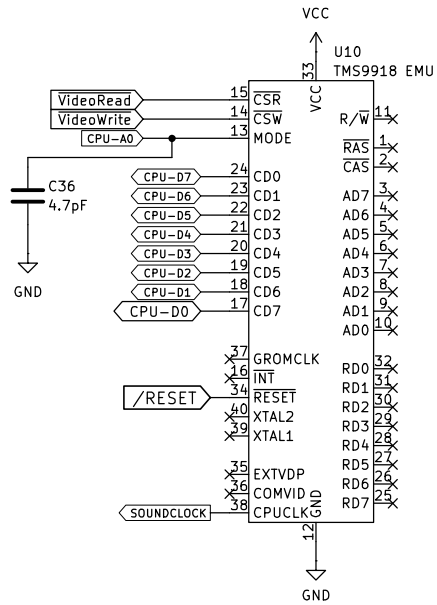 VCC
U10
TMS9918 EMU
33
VCC
VideoRead 15 CSR
VideoWrite 14 CSW R/W 11
CPU-A0 13 MODE
RAS 1
CAS 2
CPU-D7 24 CD0
CPU-D6 23 CD1 AD7 3
C36 CPU-D5 22 CD2 AD6 4
4.7pF CPU-D4 21 CD3 AD5 5
CPU-D3 20 CD4 AD4 6
CPU-D2 19 CD5 AD3 7
CPU-D1 18 CD6 AD2 8
GND CPU-D0 17 CD7 AD1 9
AD0 10
37 GROMCLK RD0 32
16 INT RD1 31
/RESET 34 RESET RD2 30
40 XTAL2 RD3 29
39 XTAL1 RD4 28
RD5 27
35 EXTVDP RD6 26
36 COMVID RD7 25
SOUNDCLOCK 38 CPUCLK
GND
12
GND